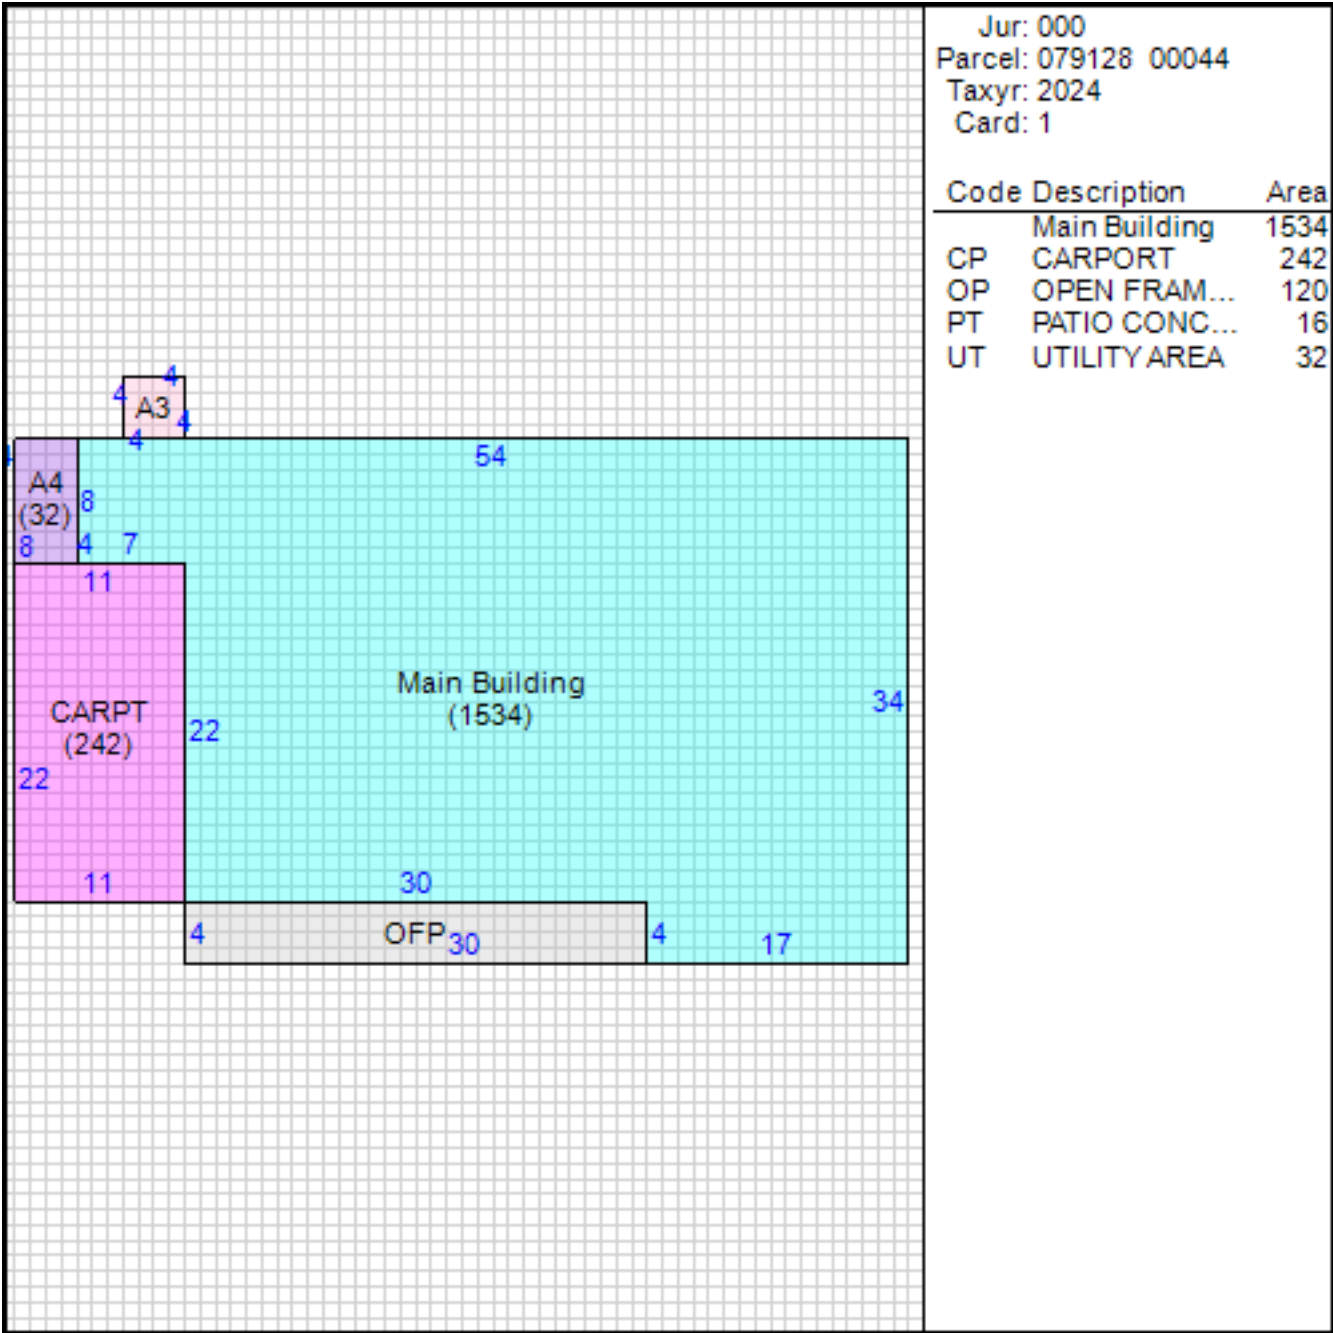 Jur: 000
Parcel: 079128 00044
Taxyr: 2024
Card: 1
Code Description Area
Main Building 1534
CP CARPORT 242
OP OPEN FRAM... 120
PT PATIO CONC... 16
UT UTILITY AREA 32
4
4
A3
4
4
4
54
A4
(32)
8
8
4
7
11
CARPT
(242)
22
22
11
Main Building
(1534)
34
30
4
OFP
30
4
17